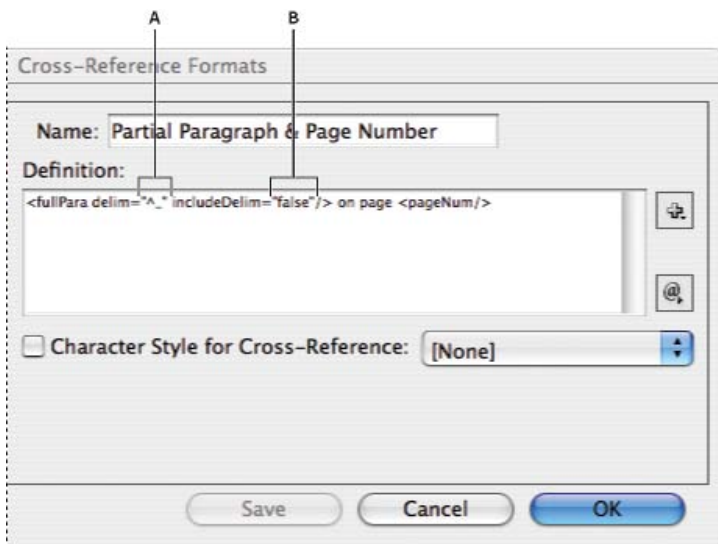 A B
Cross-Reference Formats
Name: Partial Paragraph & Page Number
Definition:
<fullPara delim="^_" includeDelim="false"/> on page <pageNum/>
@
Character Style for Cross-Reference: [None]
Save Cancel OK